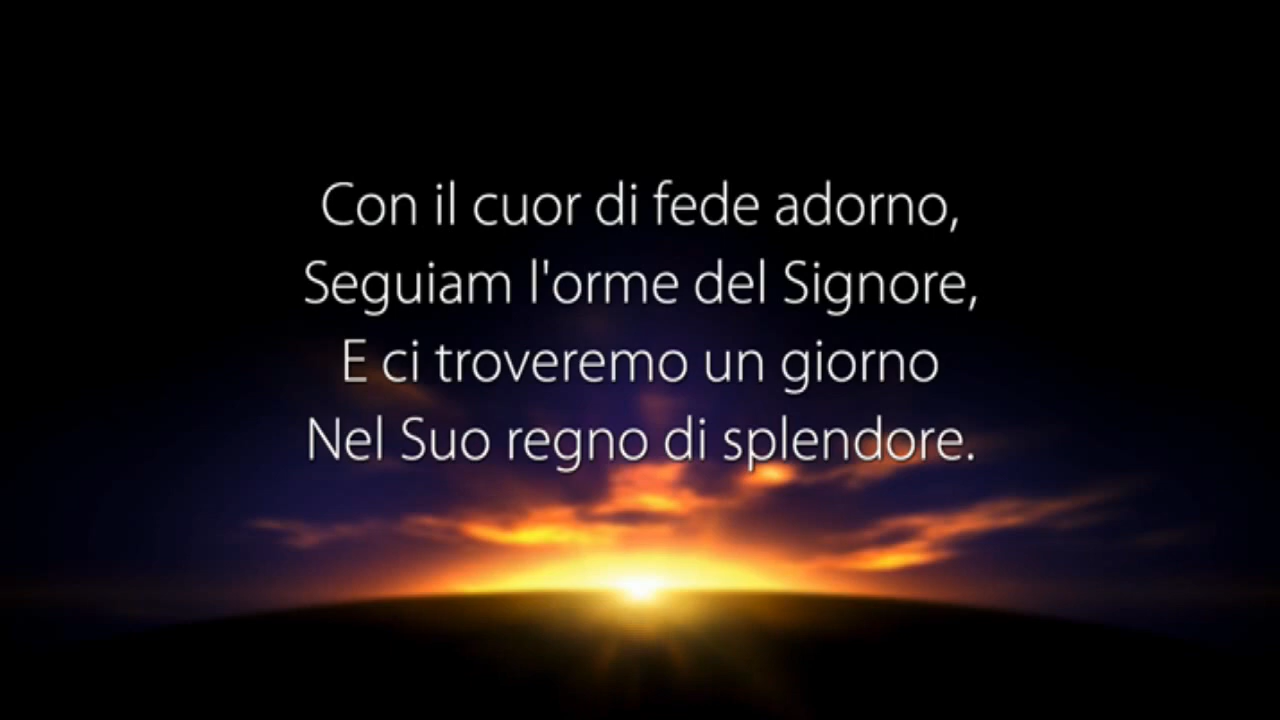 Con il cuor di fede adorno,
Seguiam l'orme del Signore,
E ci troveremo un giorno
Nel Suo regno di splendore.